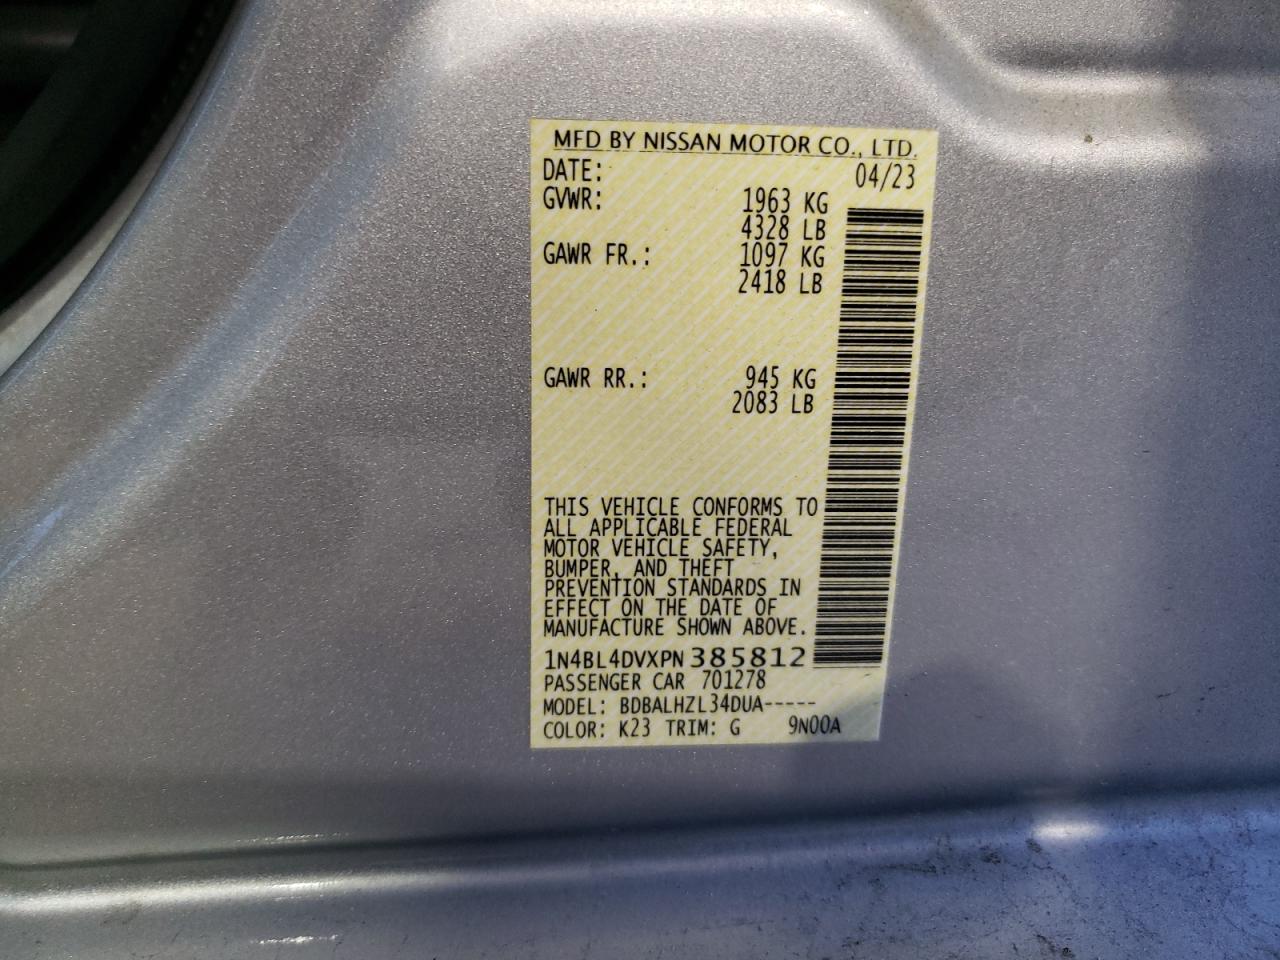 MFD BY NISSAN MOTOR CO., LTD.
DATE: 04/23
GVWR: 1963 KG
4328 LB
GAWR FR.: 1097 KG
2418 LB
GAWR RR.: 945 KG
2083 LB
THIS VEHICLE CONFORMS TO
ALL APPLICABLE FEDERAL
MOTOR VEHICLE SAFETY,
BUMPER, AND THEFT
PREVENTION STANDARDS IN
EFFECT ON THE DATE OF
MANUFACTURE SHOWN ABOVE.
1N4BL4DVXPN 385812
PASSENGER CAR 701278
MODEL: BDBALHZL34DUA-----
COLOR: K23 TRIM: G 9N00A